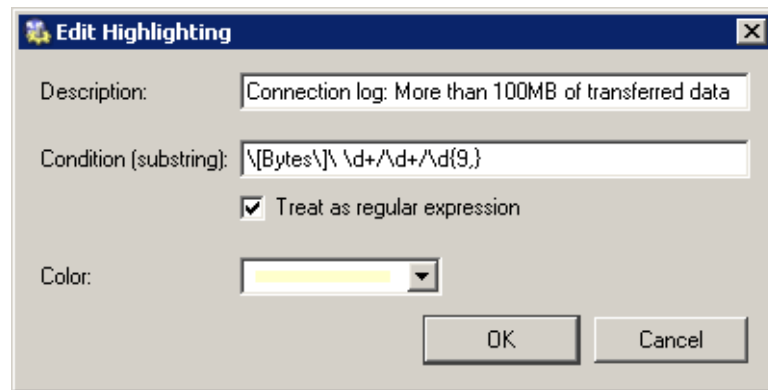 Edit Highlighting
Description: Connection log: More than 100MB of transferred data
Condition (substring): \[Bytes\]\ \d+/\d+/\d{9,}
Treat as regular expression
Color:
OK Cancel